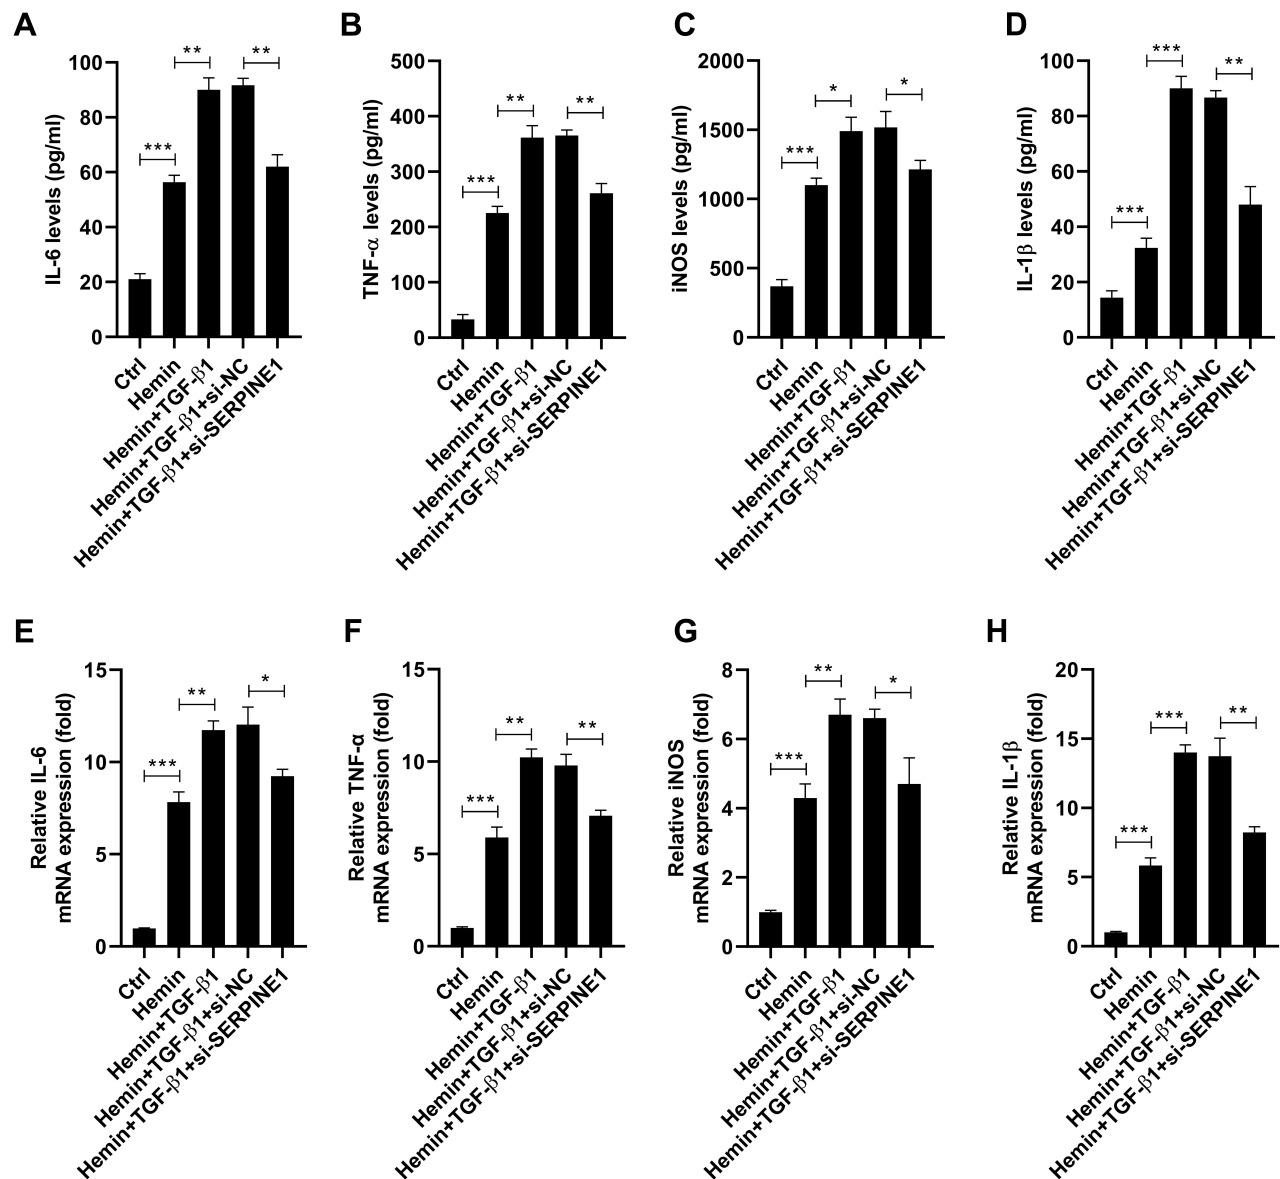 A
IL-6 levels (pg/ml)
100
80
60
40
20
0
***
**
**
Ctrl
Hemin
Hemin+TGF-β1
Hemin+TGF-β1+si-NC
Hemin+TGF-β1+si-SERPINE1
B
TNF-α levels (pg/ml)
500
400
300
200
100
0
***
**
**
Ctrl
Hemin
Hemin+TGF-β1
Hemin+TGF-β1+si-NC
Hemin+TGF-β1+si-SERPINE1
C
iNOS levels (pg/ml)
2000
1500
1000
500
0
***
*
*
Ctrl
Hemin
Hemin+TGF-β1
Hemin+TGF-β1+si-NC
Hemin+TGF-β1+si-SERPINE1
D
IL-1β levels (pg/ml)
100
80
60
40
20
0
***
***
**
Ctrl
Hemin
Hemin+TGF-β1
Hemin+TGF-β1+si-NC
Hemin+TGF-β1+si-SERPINE1
E
Relative IL-6
mRNA expression (fold)
15
10
5
0
***
**
*
Ctrl
Hemin
Hemin+TGF-β1
Hemin+TGF-β1+si-NC
Hemin+TGF-β1+si-SERPINE1
F
Relative TNF-α
mRNA expression (fold)
15
10
5
0
***
**
**
Ctrl
Hemin
Hemin+TGF-β1
Hemin+TGF-β1+si-NC
Hemin+TGF-β1+si-SERPINE1
G
Relative iNOS
mRNA expression (fold)
8
6
4
2
0
***
**
*
Ctrl
Hemin
Hemin+TGF-β1
Hemin+TGF-β1+si-NC
Hemin+TGF-β1+si-SERPINE1
H
Relative IL-1β
mRNA expression (fold)
20
15
10
5
0
***
***
**
Ctrl
Hemin
Hemin+TGF-β1
Hemin+TGF-β1+si-NC
Hemin+TGF-β1+si-SERPINE1